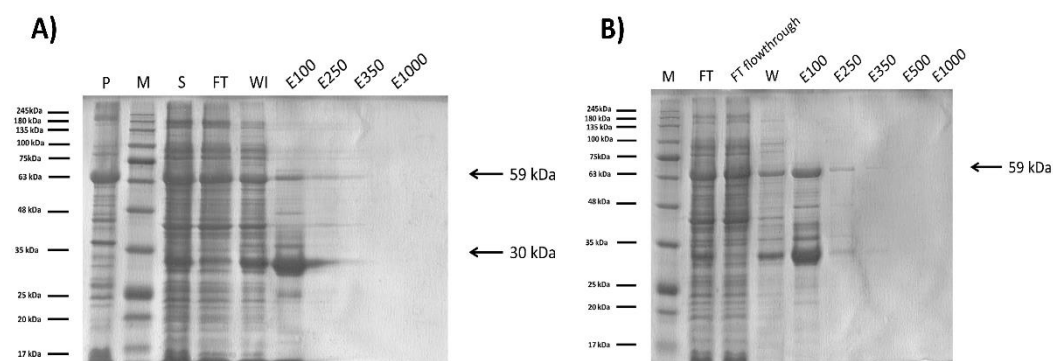 A)
P M S FT WI E100 E250 E350 E1000
245kDa
180 kDa
135 kDa
100 kDa
75kDa
63 kDa
48 kDa
35 kDa
25 kDa
20 kDa
17 kDa
59 kDa
30 kDa
B)
M FT FT flowthrough W E100 E250 E350 E500 E1000
245kDa
180 kDa
135 kDa
100 kDa
75kDa
63 kDa
48 kDa
35 kDa
25 kDa
20 kDa
17 kDa
59 kDa